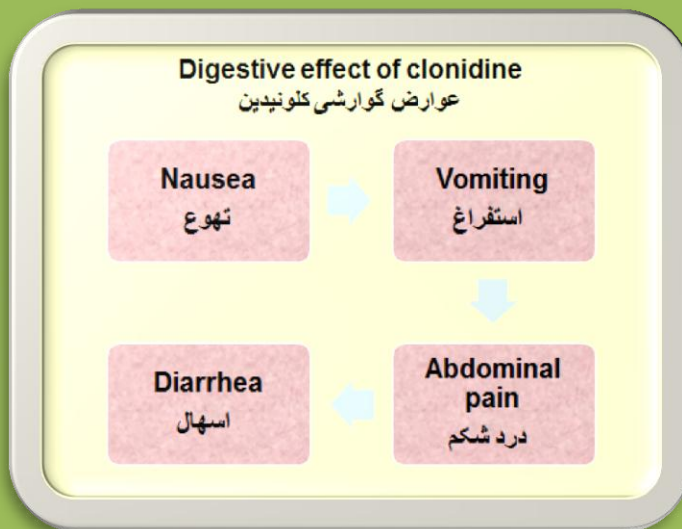 Digestive effect of clonidine
عوارض گوارشی کلونیدین
Nausea
تهوع
Vomiting
استفراغ
Abdominal
pain
درد شکم
Diarrhea
اسهال